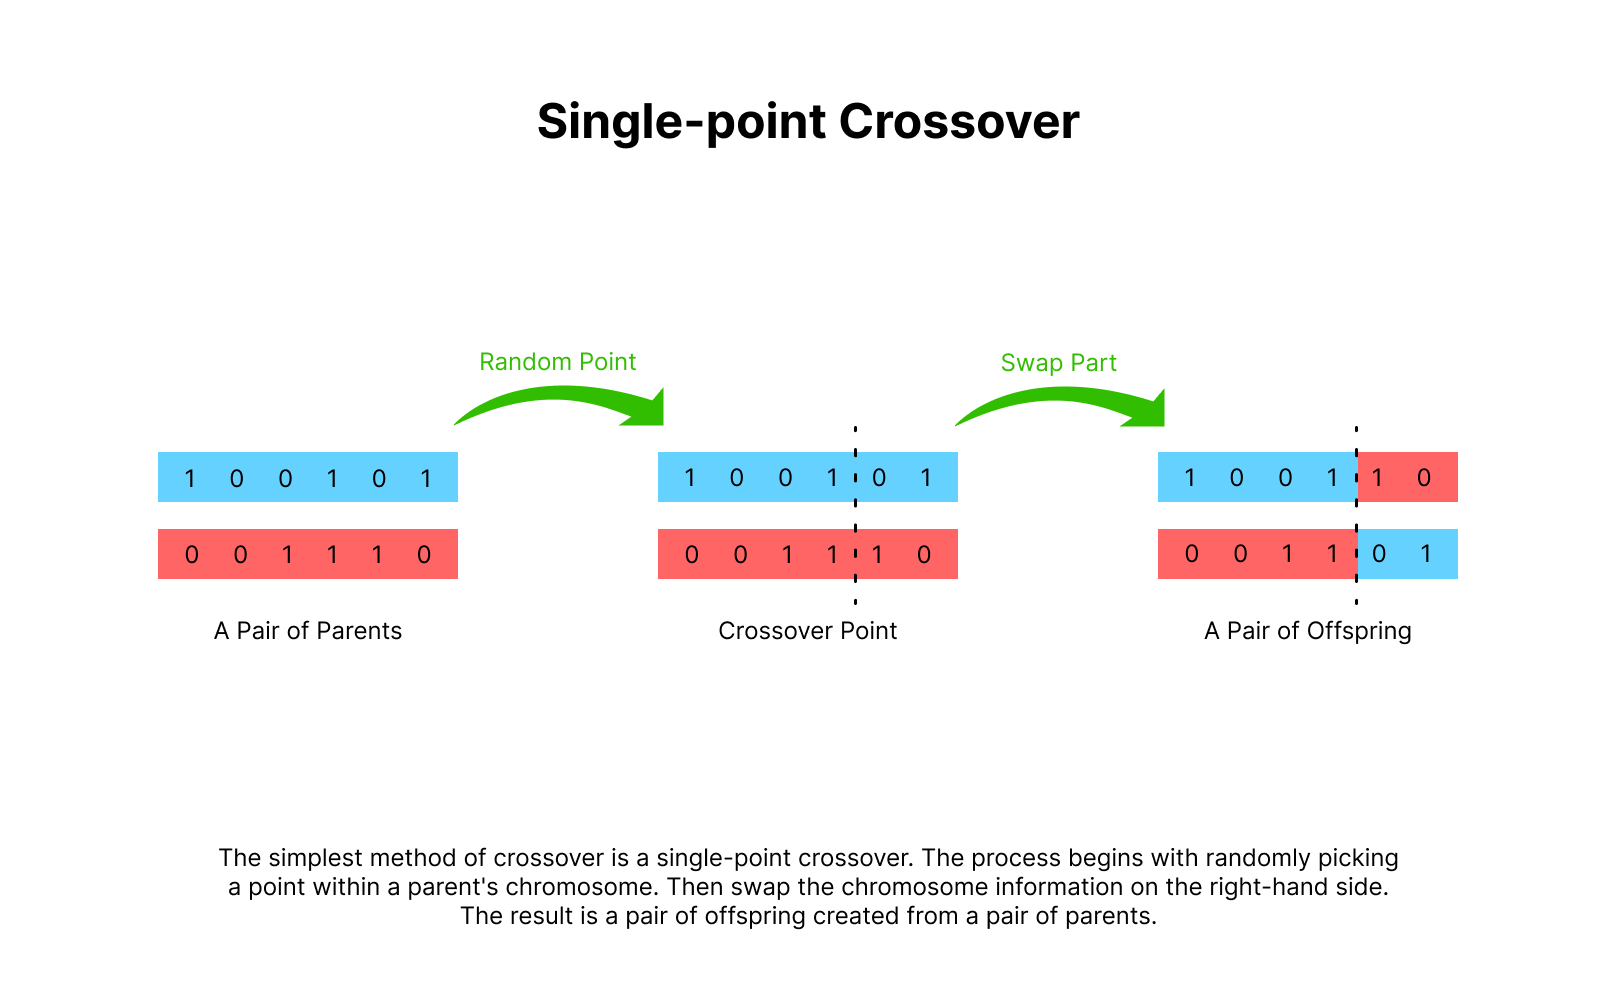 Single-point Crossover
Random Point
Swap Part
1 0 0 1 0 1
1 0 0 1 0 1
1 0 0 1 1 0
0 0 1 1 1 0
0 0 1 1 1 0
0 0 1 1 0 1
A Pair of Parents
Crossover Point
A Pair of Offspring
The simplest method of crossover is a single-point crossover. The process begins with randomly picking
a point within a parent's chromosome. Then swap the chromosome information on the right-hand side.
The result is a pair of offspring created from a pair of parents.